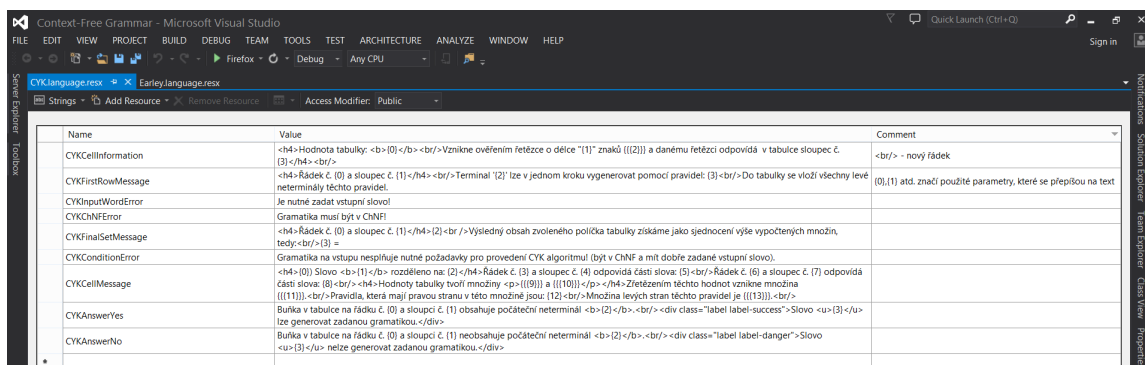 Context-Free Grammar - Microsoft Visual Studio
Quick Launch (Ctrl+Q)
FILE EDIT VIEW PROJECT BUILD DEBUG TEAM TOOLS TEST ARCHITECTURE ANALYZE WINDOW HELP
Sign in
Firefox Debug Any CPU
CYK.language.resx Earley.language.resx
Strings Add Resource Remove Resource Access Modifier: Public
Server Explorer Toolbox
Notifications Solution Explorer Team Explorer Class View Propertie
Name Value Comment
CYKCellInformation
<h4>Hodnota tabulky: <b>{0}</b><br/>Vznikne ověřením řetězce o délce "{1}" znaků {{{2}}} a danému řetězci odpovídá v tabulce sloupec č.
{3}</h4><br/>
<br/> - nový řádek
CYKFirstRowMessage
<h4>Řádek č. {0} a sloupec č. {1}</h4><br/>Terminal '{2}' lze v jednom kroku vygenerovat pomocí pravidel: {3}<br/>Do tabulky se vloží všechny levé
neterminály těchto pravidel.
{0},{1} atd. značí použité parametry, které se přepíšou na text
CYKInputWordError Je nutné zadat vstupní slovo!
CYKChNFError Gramatika musí být v ChNF!
CYKFinalSetMessage
<h4>Řádek č. {0} a sloupec č. {1}</h4>{2}<br />Výsledný obsah zvoleného políčka tabulky získáme jako sjednocení výše vypočtených množin,
tedy:<br/>{3} =
CYKConditionError Gramatika na vstupu nesplňuje nutné požadavky pro provedení CYK algoritmu! (být v ChNF a mít dobře zadané vstupní slovo).
CYKCellMessage
<h4>{0}) Slovo <b>{1}</b> rozděleno na: {2}</h4>Řádek č. {3} a sloupec č. {4} odpovidá části slova: {5}<br/>Řádek č. {6} a sloupec č. {7} odpovídá
části slova: {8}<br/><h4>Hodnoty tabulky tvoří množiny <p>{{{9}}} a {{{10}}}</p></h4>Zřetězením těchto hodnot vznikne množina
{{{11}}}.<br/>Pravidla, která mají pravou stranu v této množině jsou: {12}<br/>Množina levých stran těchto pravidel je {{{13}}}.<br/>
CYKAnswerYes
Buňka v tabulce na řádku č. {0} a sloupci č. {1} obsahuje počáteční neterminál <b>{2}</b>.<br/><div class="label label-success">Slovo <u>{3}</u>
lze generovat zadanou gramatikou.</div>
CYKAnswerNo
Buňka v tabulce na řádku č. {0} a sloupci č. {1} neobsahuje počáteční neterminál <b>{2}</b>.<br/><div class="label label-danger">Slovo
<u>{3}</u> nelze generovat zadanou gramatikou.</div>